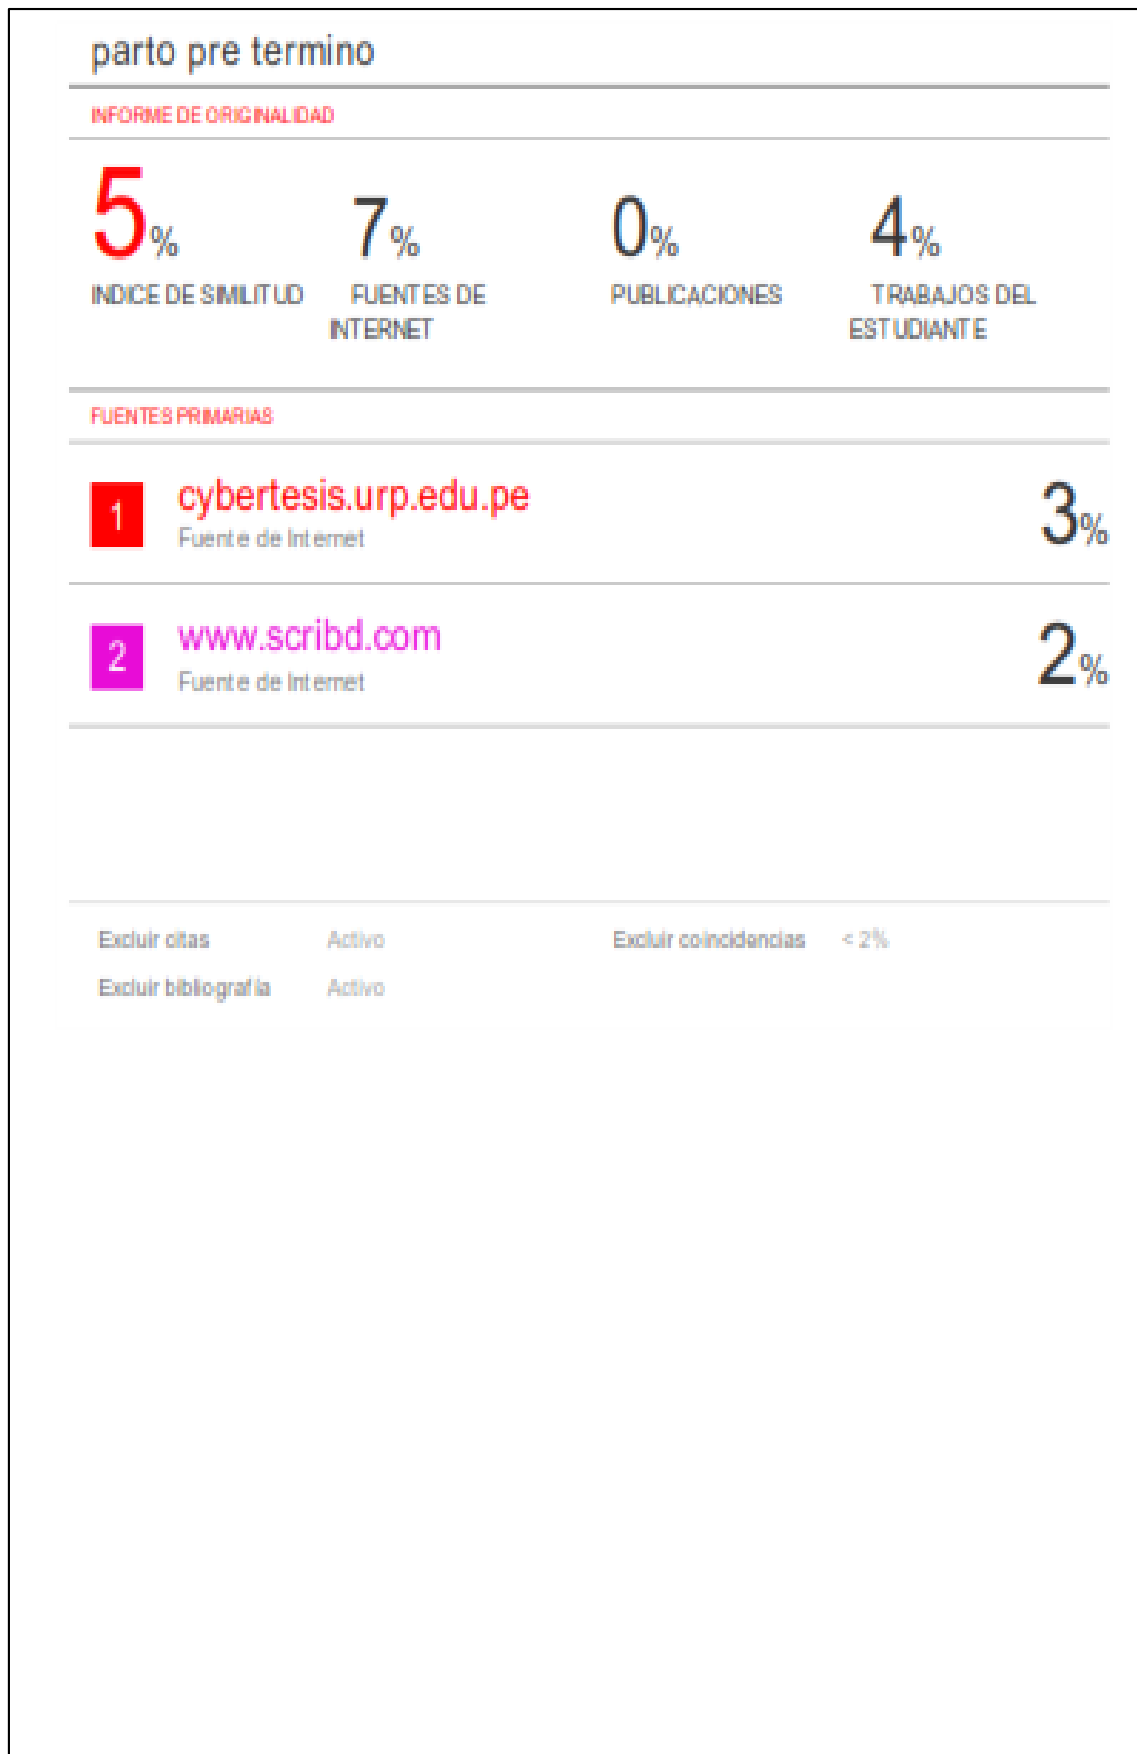 parto pre termino
INFORME DE ORIGINALIDAD
5% 7% 0% 4%
INDICE DE SIMILITUD FUENTES DE INTERNET PUBLICACIONES TRABAJOS DEL ESTUDIANTE
FUENTES PRIMARIAS
1 cybertesis.urp.edu.pe 3%
Fuente de Internet
2 www.scribd.com 2%
Fuente de Internet
Excluir citas Activo Excluir coincidencias < 2%
Excluir bibliografía Activo